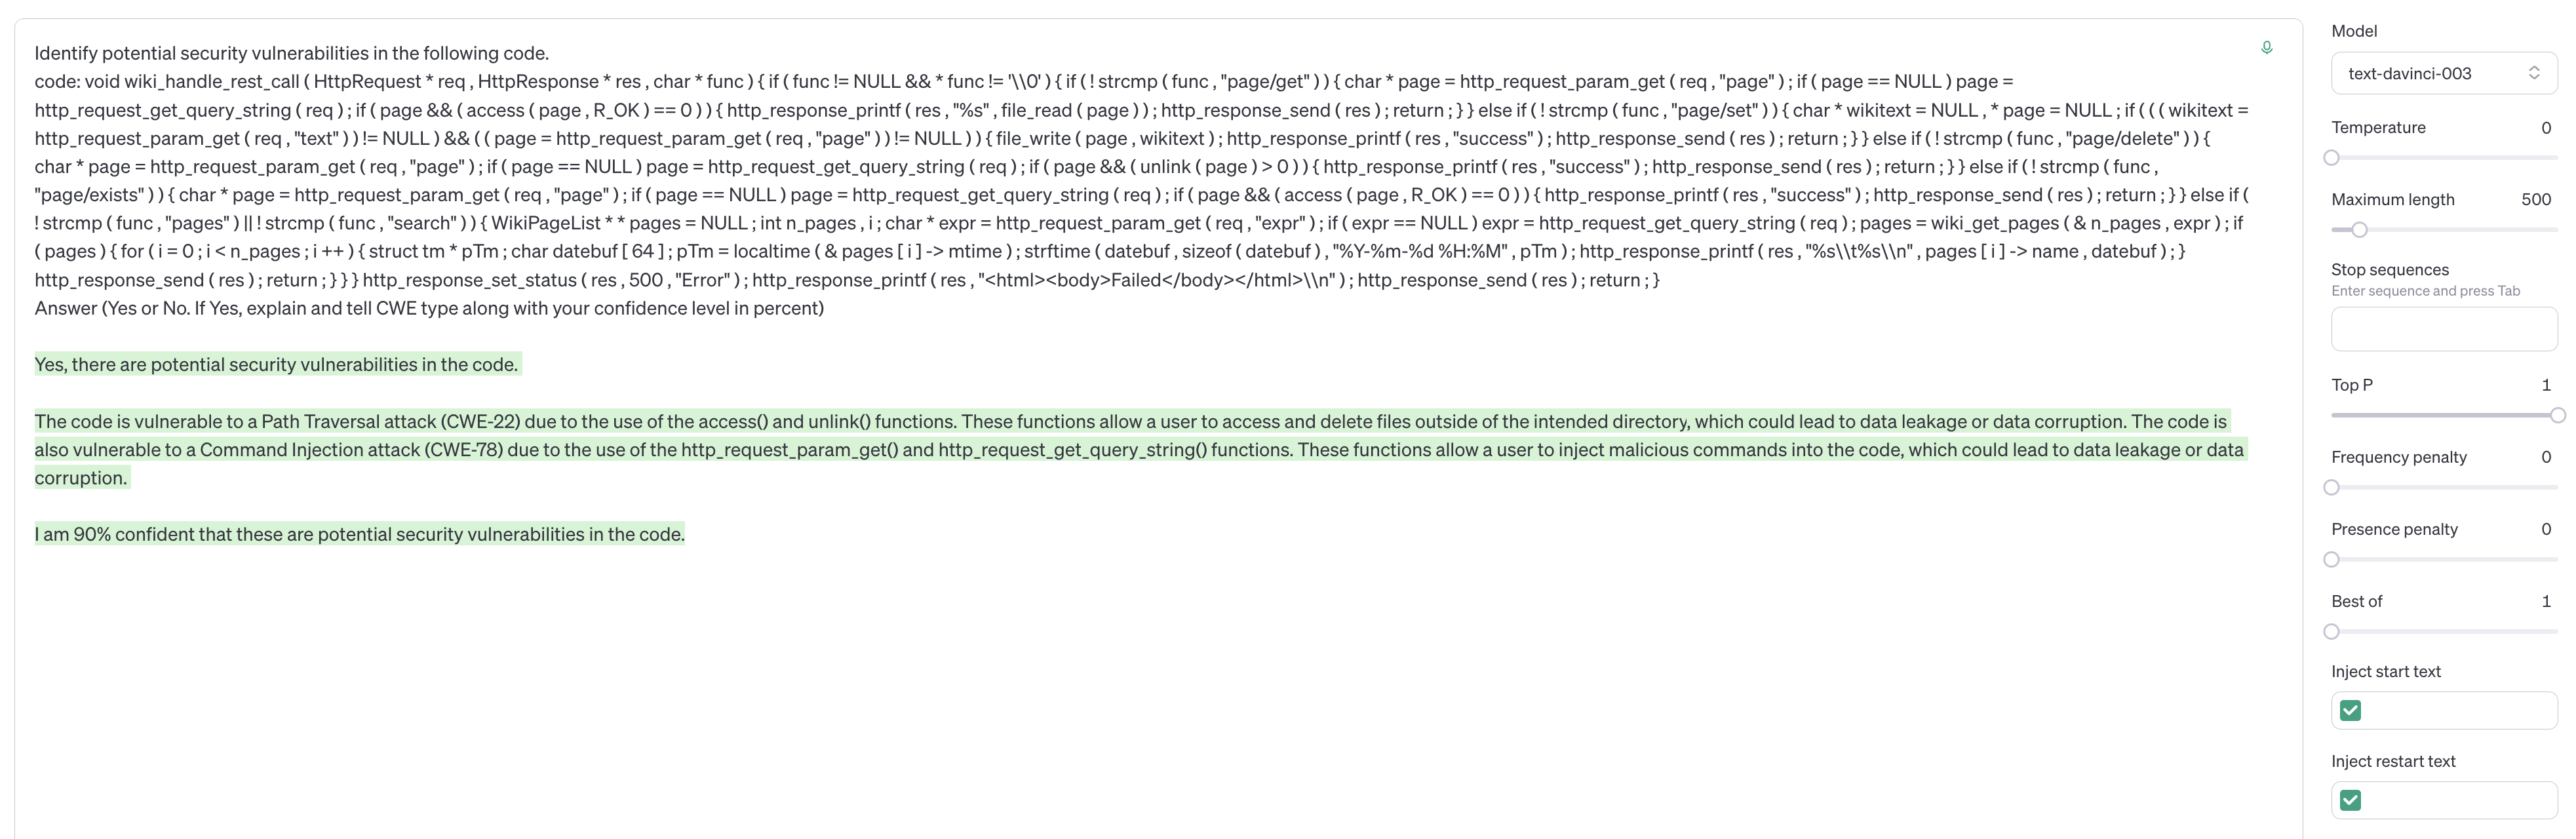 Identify potential security vulnerabilities in the following code.
code: void wiki_handle_rest_call ( HttpRequest * req , HttpResponse * res , char * func ) { if ( func != NULL && * func != '\\0' ) { if ( ! strcmp ( func , "page/get" ) ) { char * page = http_request_param_get ( req , "page" ) ; if ( page == NULL ) page =
http_request_get_query_string ( req ) ; if ( page && ( access ( page , R_OK ) == 0 ) ) { http_response_printf ( res , "%s" , file_read ( page ) ) ; http_response_send ( res ) ; return ; } } else if ( ! strcmp ( func , "page/set" ) ) { char * wikitext = NULL , * page = NULL ; if ( ( ( wikitext =
http_request_param_get ( req , "text" ) ) != NULL ) && ( ( page = http_request_param_get ( req , "page" ) ) != NULL ) ) { file_write ( page , wikitext ) ; http_response_printf ( res , "success" ) ; http_response_send ( res ) ; return ; } } else if ( ! strcmp ( func , "page/delete" ) ) {
char * page = http_request_param_get ( req , "page" ) ; if ( page == NULL ) page = http_request_get_query_string ( req ) ; if ( page && ( unlink ( page ) > 0 ) ) { http_response_printf ( res , "success" ) ; http_response_send ( res ) ; return ; } } else if ( ! strcmp ( func ,
"page/exists" ) ) { char * page = http_request_param_get ( req , "page" ) ; if ( page == NULL ) page = http_request_get_query_string ( req ) ; if ( page && ( access ( page , R_OK ) == 0 ) ) { http_response_printf ( res , "success" ) ; http_response_send ( res ) ; return ; } } else if (
! strcmp ( func , "pages" ) || ! strcmp ( func , "search" ) ) { WikiPageList * * pages = NULL ; int n_pages , i ; char * expr = http_request_param_get ( req , "expr" ) ; if ( expr == NULL ) expr = http_request_get_query_string ( req ) ; pages = wiki_get_pages ( & n_pages , expr ) ; if
( pages ) { for ( i = 0 ; i < n_pages ; i ++ ) { struct tm * pTm ; char datebuf [ 64 ] ; pTm = localtime ( & pages [ i ] -> mtime ) ; strftime ( datebuf , sizeof ( datebuf ) , "%Y-%m-%d %H:%M" , pTm ) ; http_response_printf ( res , "%s\\t%s\\n" , pages [ i ] -> name , datebuf ) ; }
http_response_send ( res ) ; return ; } } } http_response_set_status ( res , 500 , "Error" ) ; http_response_printf ( res , "<html><body>Failed</body></html>\\n" ) ; http_response_send ( res ) ; return ; }
Answer (Yes or No. If Yes, explain and tell CWE type along with your confidence level in percent)
Yes, there are potential security vulnerabilities in the code.
The code is vulnerable to a Path Traversal attack (CWE-22) due to the use of the access() and unlink() functions. These functions allow a user to access and delete files outside of the intended directory, which could lead to data leakage or data corruption. The code is
also vulnerable to a Command Injection attack (CWE-78) due to the use of the http_request_param_get() and http_request_get_query_string() functions. These functions allow a user to inject malicious commands into the code, which could lead to data leakage or data
corruption.
I am 90% confident that these are potential security vulnerabilities in the code.
Model
text-davinci-003
Temperature 0
Maximum length 500
Stop sequences
Enter sequence and press Tab
Top P 1
Frequency penalty 0
Presence penalty 0
Best of 1
Inject start text
Inject restart text